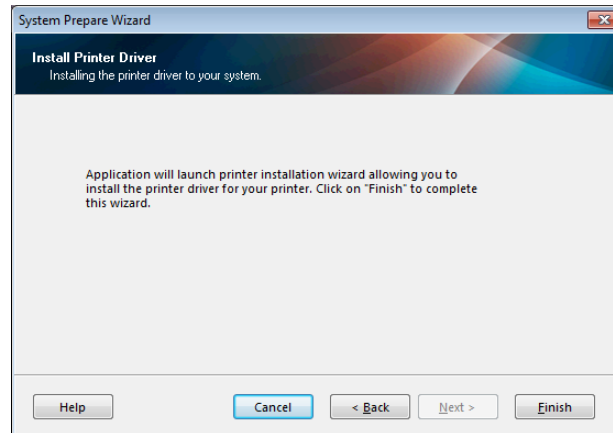 System Prepare Wizard
Install Printer Driver
Installing the printer driver to your system.
Application will launch printer installation wizard allowing you to
install the printer driver for your printer. Click on "Finish" to complete
this wizard.
Help Cancel < Back Next > Finish